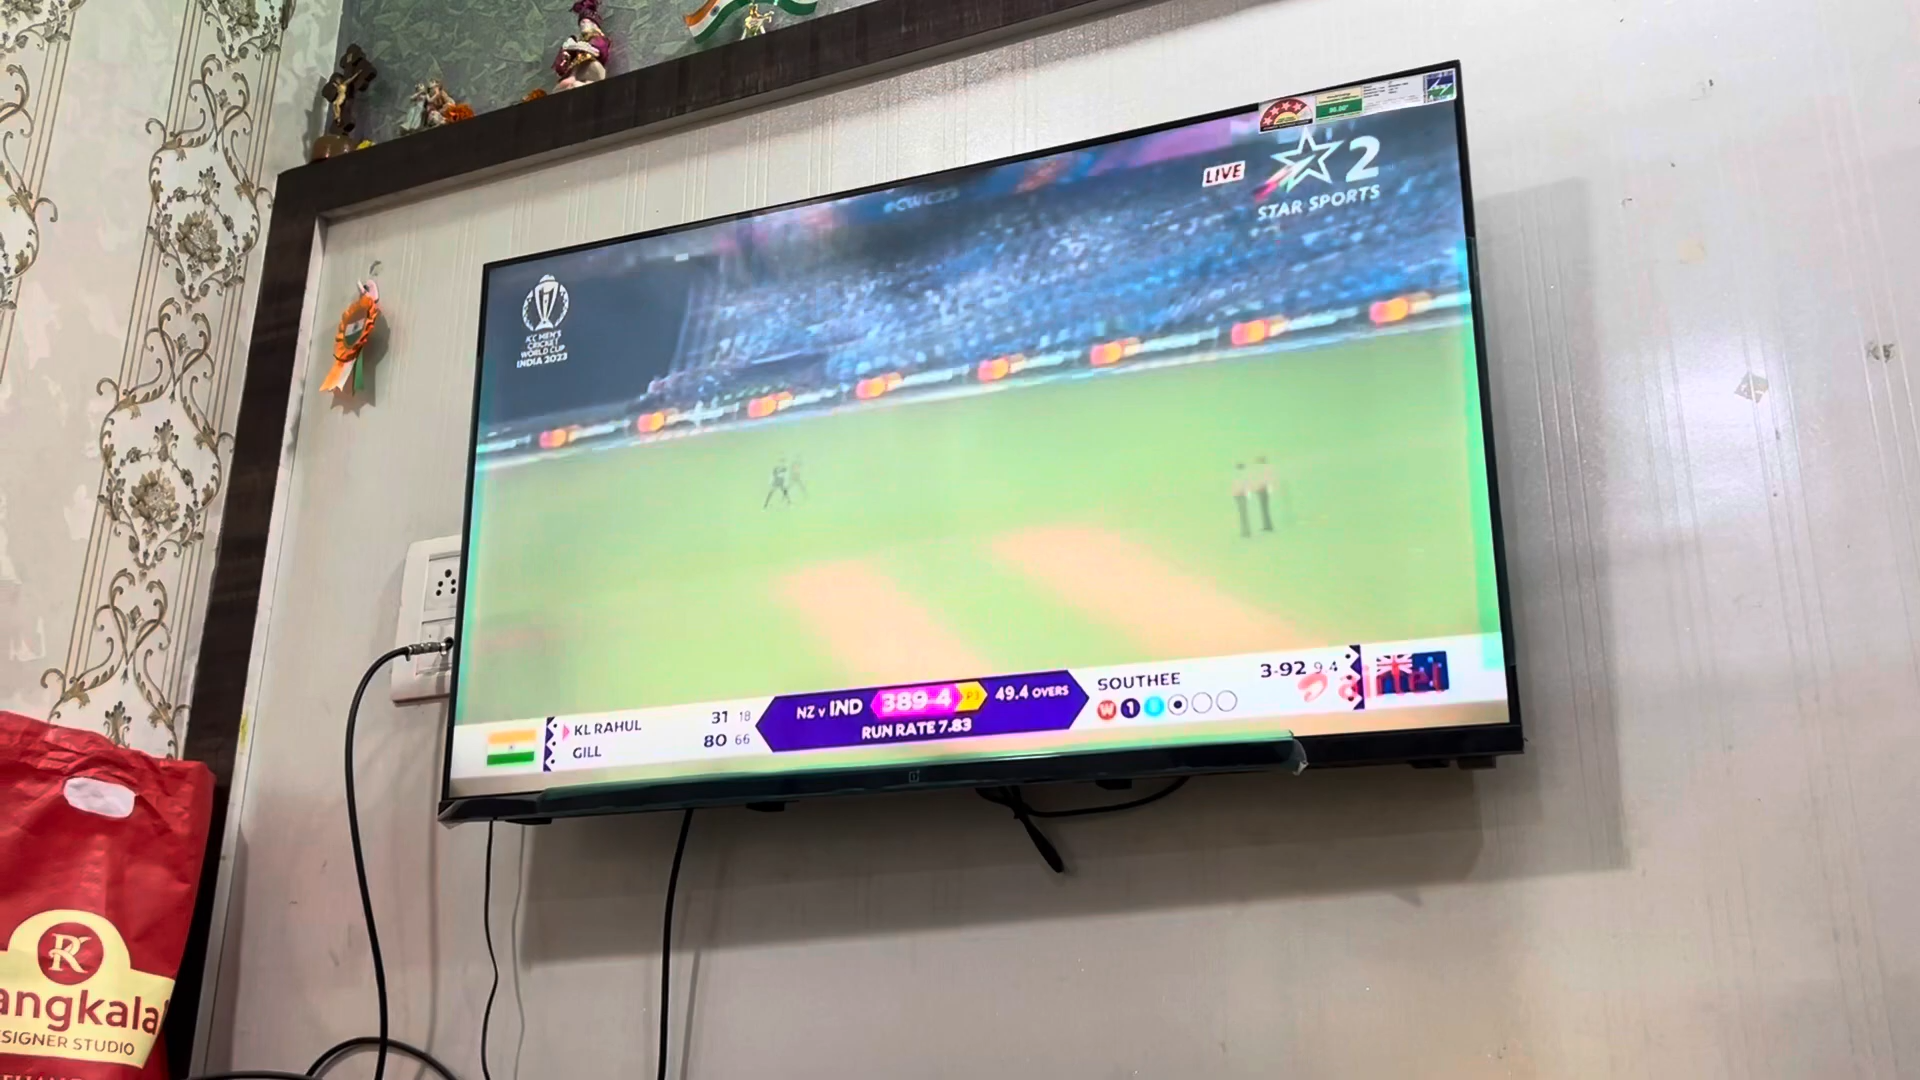 #CWC23
LIVE
2
STAR SPORTS
ICC MEN'S
CRICKET
WORLD CUP
INDIA 2023
KL RAHUL 31 18
GILL 80 66
NZ v IND 389-4 P3 49.4 OVERS
RUN RATE 7.83
SOUTHEE 3-92 9.4
W 1
airtel
R
angkala
SIGNER STUDIO